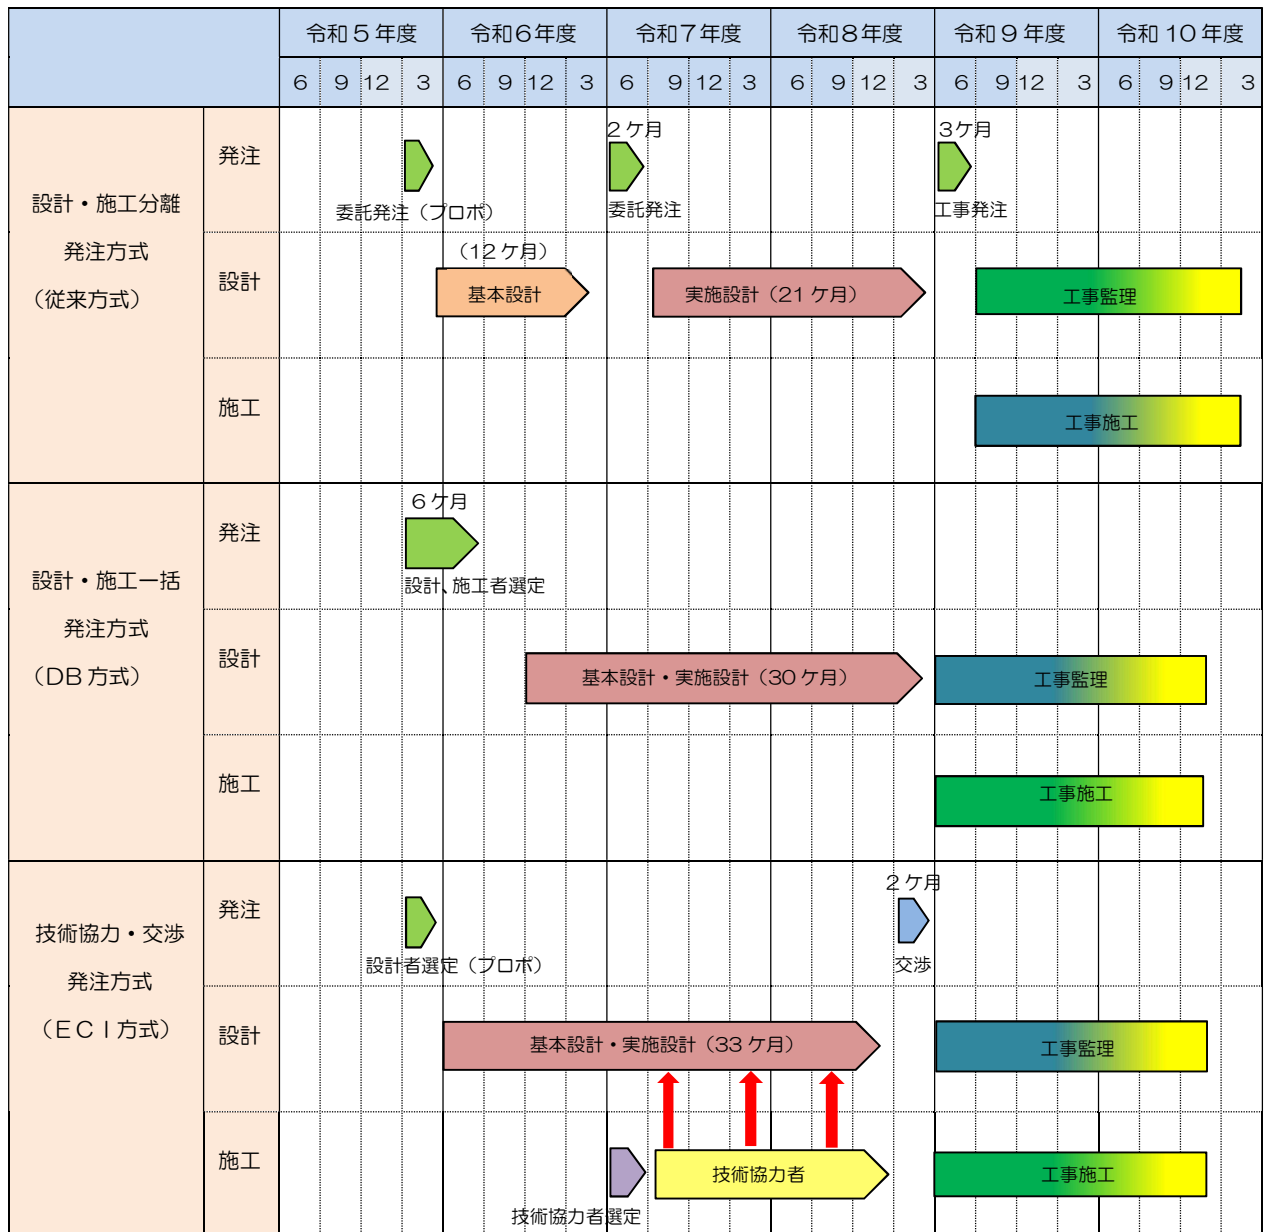 令和５年度 令和６年度 令和７年度 令和８年度 令和９年度 令和10年度
6 9 12 3 6 9 12 3 6 9 12 3 6 9 12 3 6 9 12 3 6 9 12 3
設計・施工分離
発注方式
（従来方式）
発注
2ケ月
3ケ月
委託発注（プロポ）
委託発注
工事発注
設計
（12ケ月）
基本設計
実施設計（21ケ月）
工事監理
施工
工事施工
設計・施工一括
発注方式
（DB方式）
発注
6ケ月
設計、施工者選定
設計
基本設計・実施設計（30ケ月）
工事監理
施工
工事施工
技術協力・交渉
発注方式
（ＥＣＩ方式）
発注
2ケ月
設計者選定（プロポ）
交渉
設計
基本設計・実施設計（33ケ月）
工事監理
施工
技術協力者
工事施工
技術協力者選定